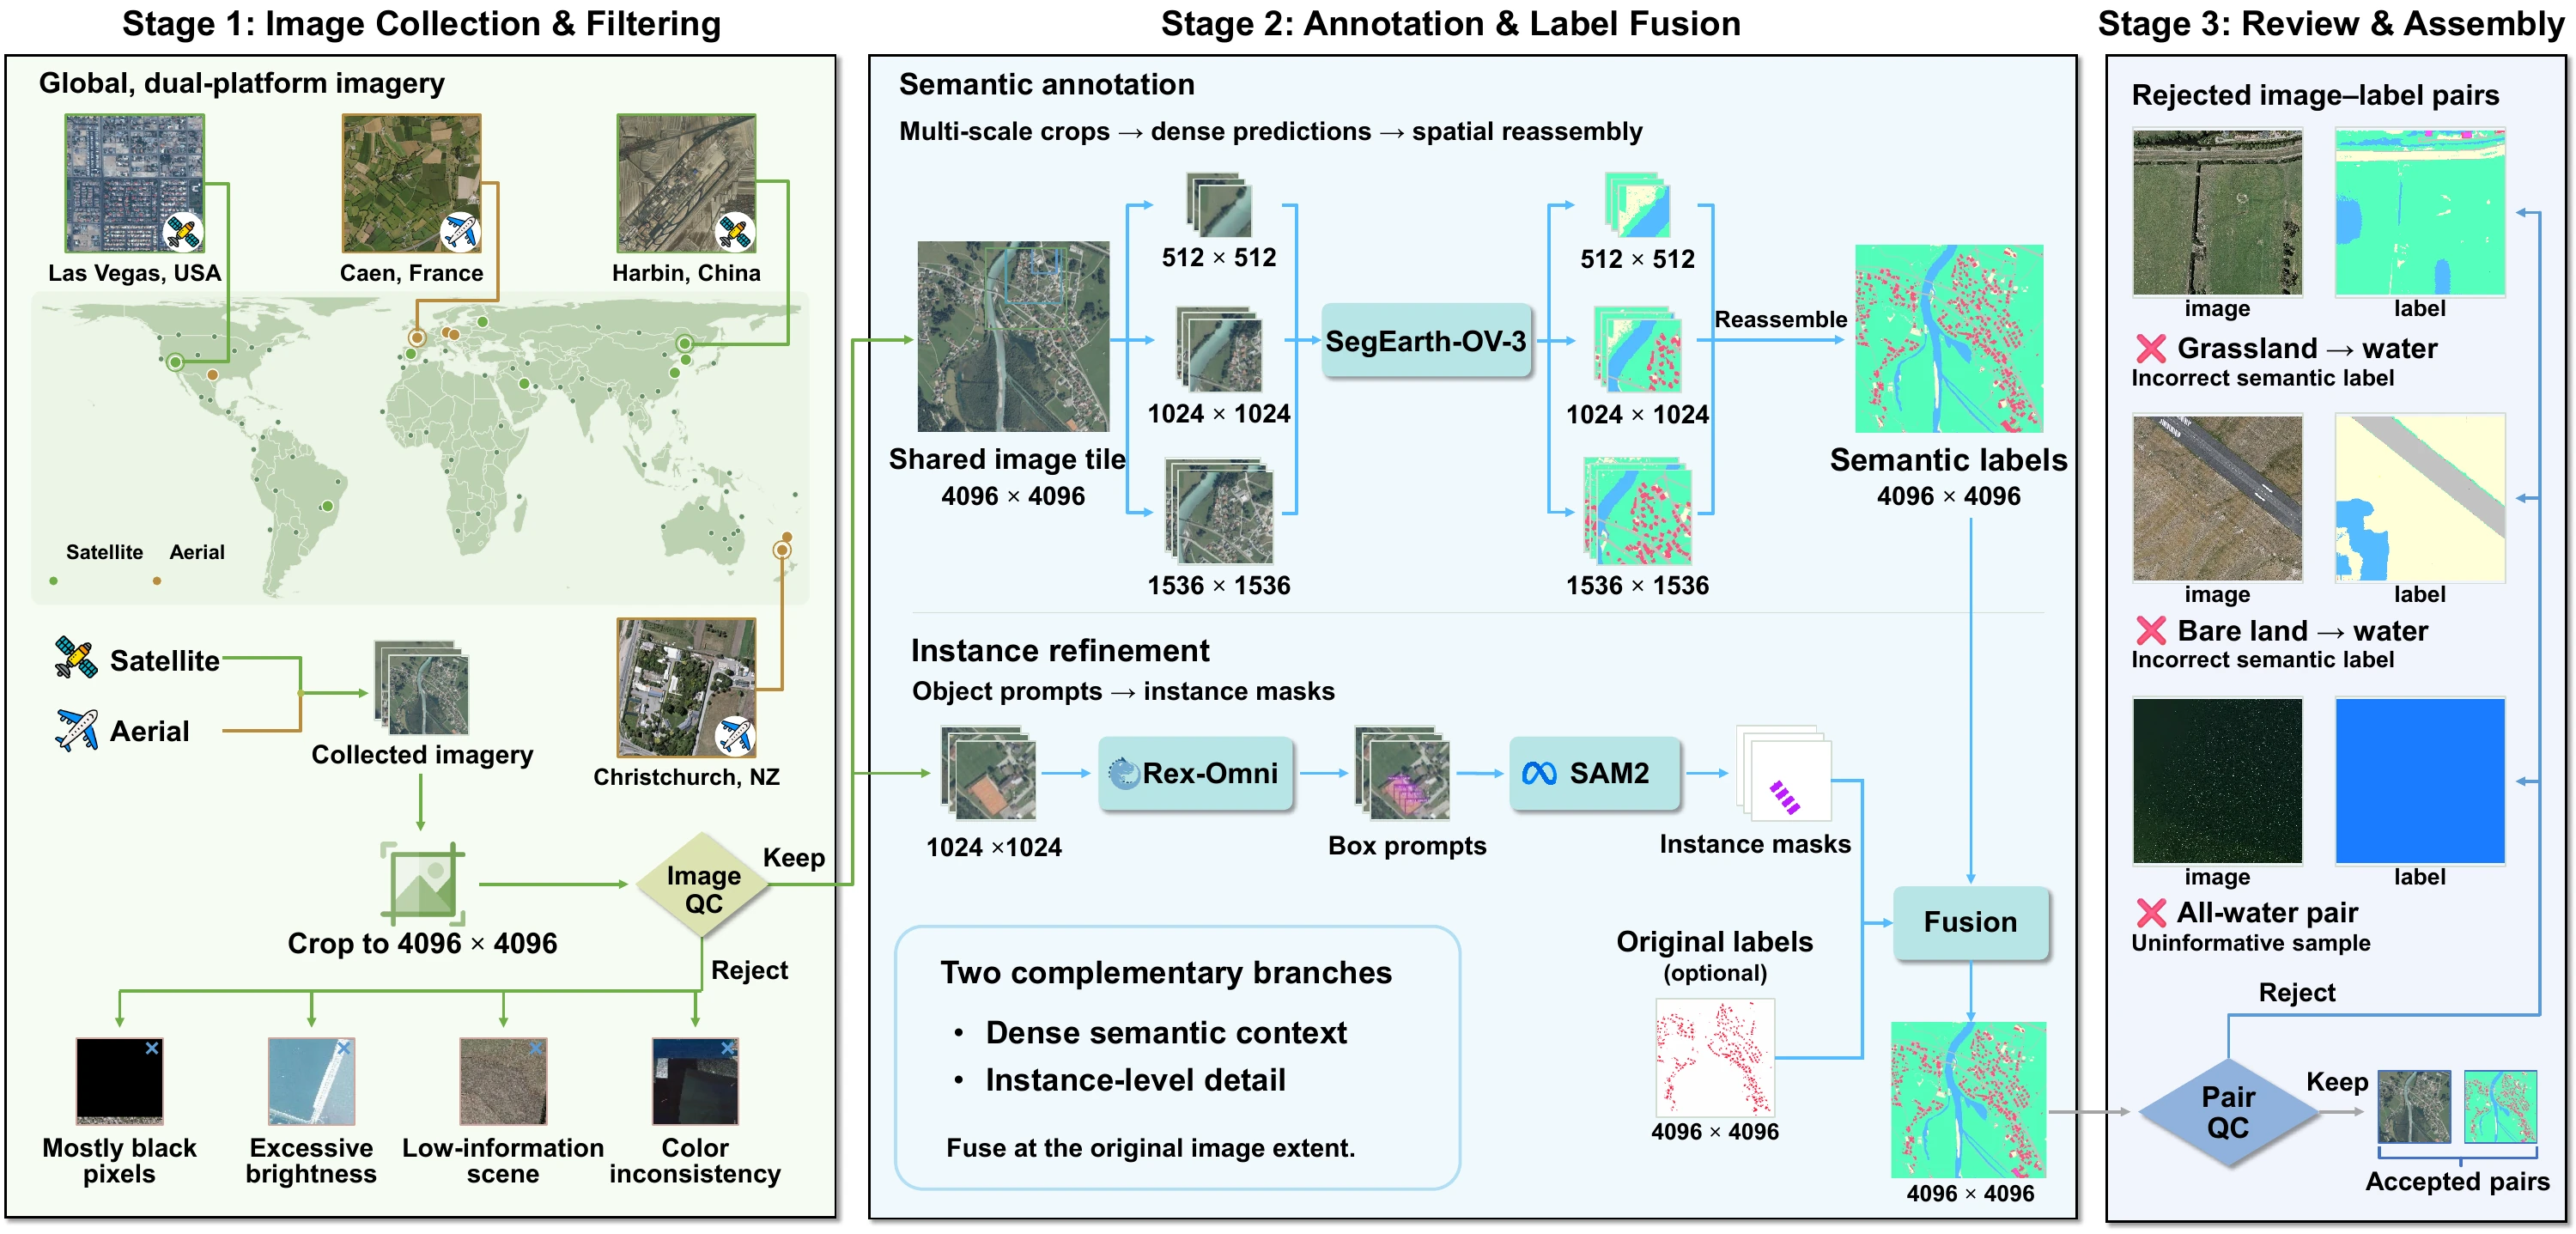 Stage 1: Image Collection & Filtering
Global, dual-platform imagery
Las Vegas, USA
Caen, France
Harbin, China
Satellite
Aerial
Satellite
Aerial
Collected imagery
Christchurch, NZ
Crop to 4096 × 4096
Image
QC
Keep
Reject
Mostly black
pixels
Excessive
brightness
Low-information
scene
Color
inconsistency
Stage 2: Annotation & Label Fusion
Semantic annotation
Multi-scale crops → dense predictions → spatial reassembly
Shared image tile
4096 × 4096
512 × 512
1024 × 1024
1536 × 1536
SegEarth-OV-3
512 × 512
1024 × 1024
1536 × 1536
Reassemble
Semantic labels
4096 × 4096
Instance refinement
Object prompts → instance masks
1024 ×1024
Rex-Omni
Box prompts
SAM2
Instance masks
Original labels
(optional)
4096 × 4096
Fusion
4096 × 4096
Two complementary branches
• Dense semantic context
• Instance-level detail
Fuse at the original image extent.
Stage 3: Review & Assembly
Rejected image–label pairs
image
label
Grassland → water
Incorrect semantic label
image
label
Bare land → water
Incorrect semantic label
image
label
All-water pair
Uninformative sample
Reject
Pair
QC
Keep
Accepted pairs